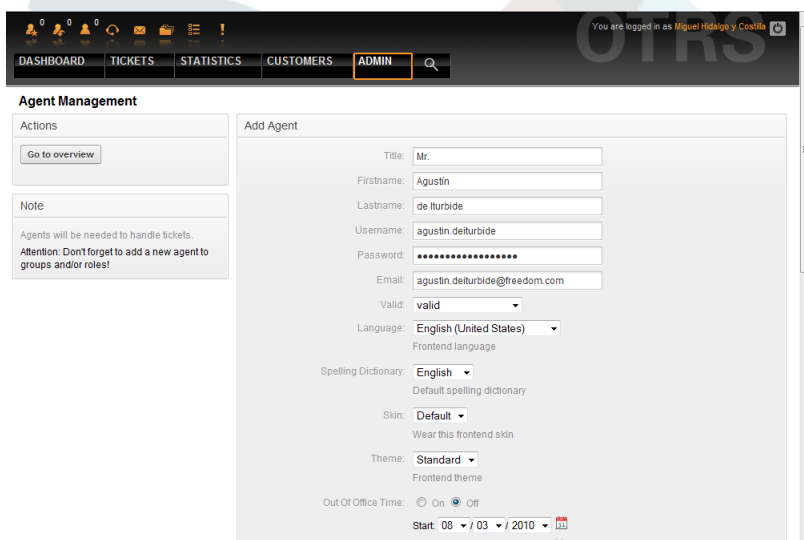 0 0 0 !
You are logged in as Miguel Hidalgo y Costilla
OTRS
DASHBOARD TICKETS STATISTICS CUSTOMERS ADMIN
Agent Management
Actions
Go to overview
Note
Agents will be needed to handle tickets.
Attention: Don't forget to add a new agent to
groups and/or roles!
Add Agent
Title: Mr.
Firstname: Agustín
Lastname: de Iturbide
Username: agustin.deiturbide
Password: ••••••••••••••••••
Email: agustin.deiturbide@freedom.com
Valid: valid
Language: English (United States)
Frontend language
Spelling Dictionary: English
Default spelling dictionary
Skin: Default
Wear this frontend skin
Theme: Standard
Frontend theme
Out Of Office Time: On Off
Start: 08 / 03 / 2010